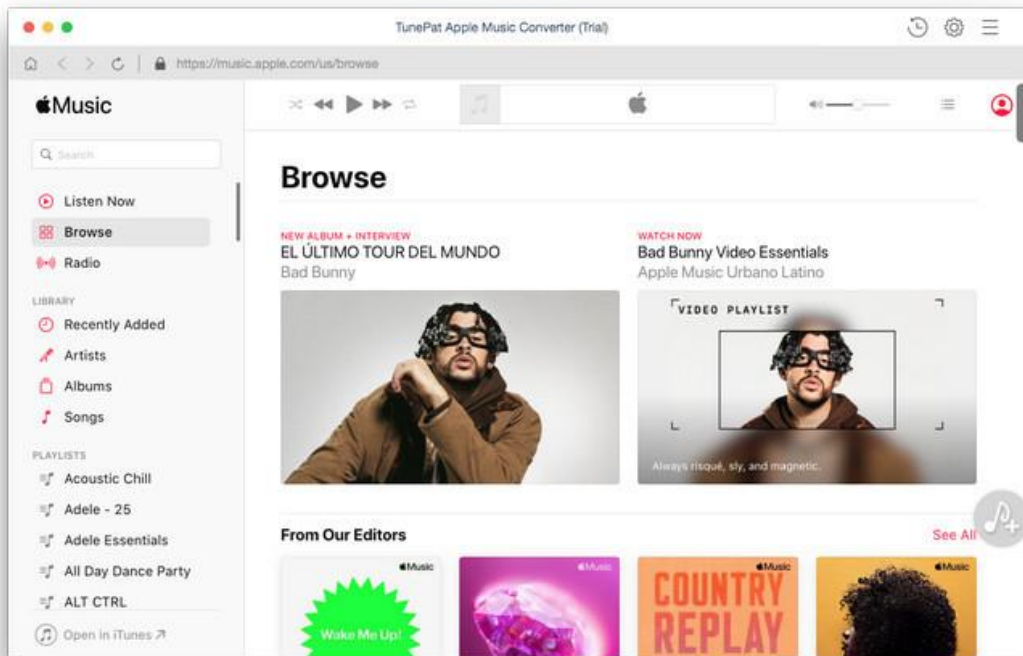 TunePat Apple Music Converter (Trial)
https://music.apple.com/us/browse
Music
Search
Listen Now
Browse
Radio
LIBRARY
Recently Added
Artists
Albums
Songs
PLAYLISTS
Acoustic Chill
Adele - 25
Adele Essentials
All Day Dance Party
ALT CTRL
Open in iTunes
Browse
NEW ALBUM + INTERVIEW
EL ÚLTIMO TOUR DEL MUNDO
Bad Bunny
WATCH NOW
Bad Bunny Video Essentials
Apple Music Urbano Latino
VIDEO PLAYLIST
Always risqué, sly, and magnetic.
From Our Editors
See All
Music
Wake Me Up!
Music
Music
COUNTRY
REPLAY
Music